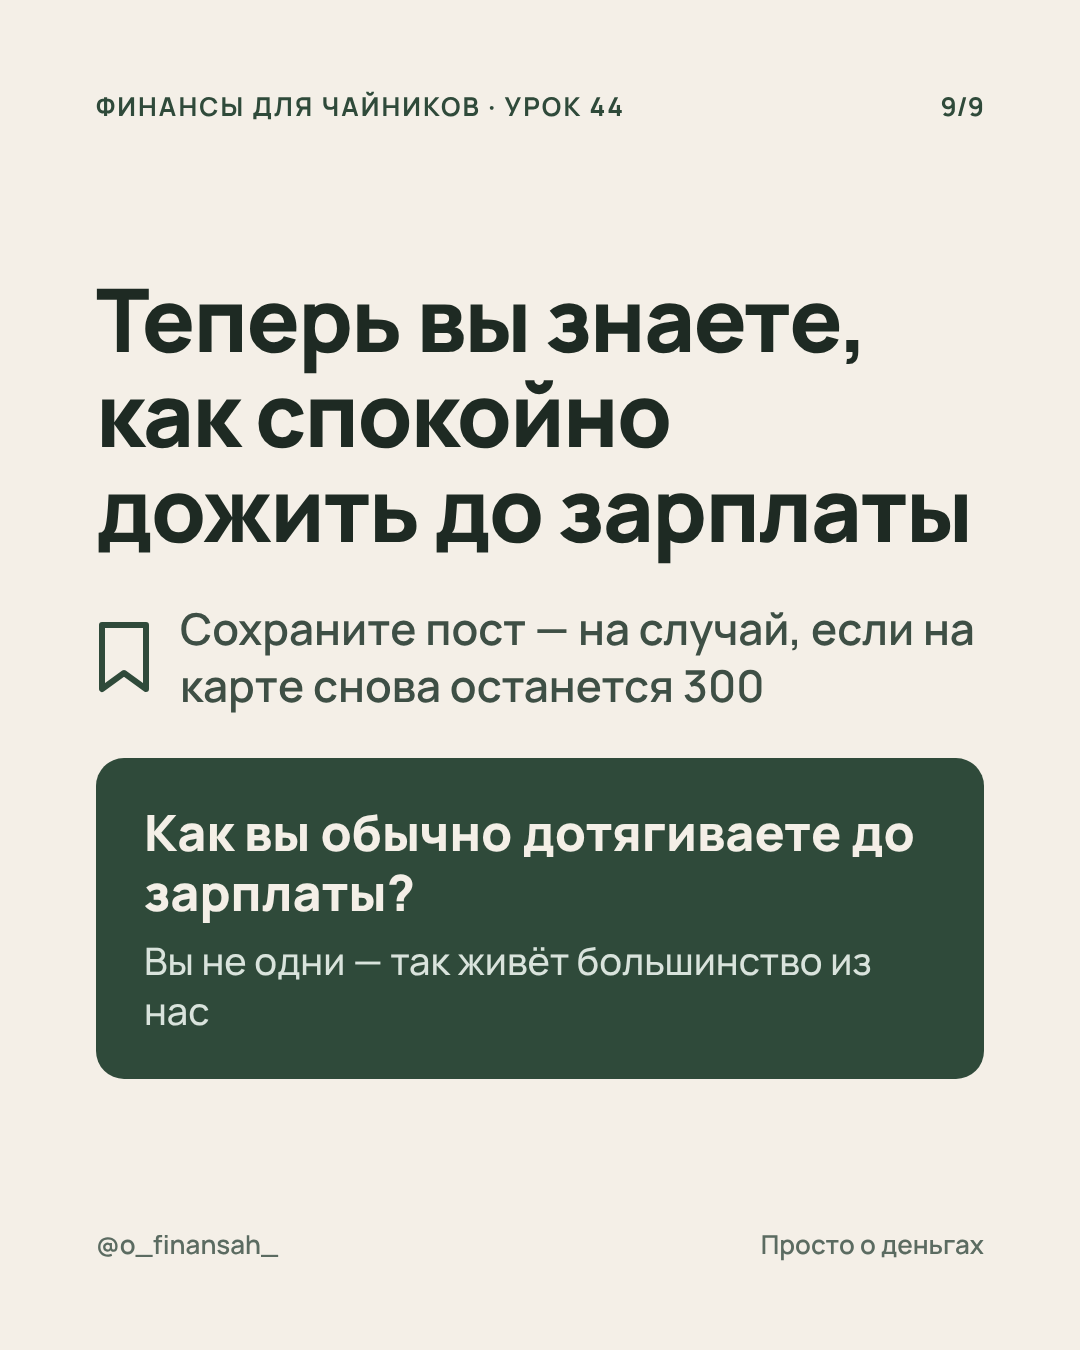 ФИНАНСЫ ДЛЯ ЧАЙНИКОВ · УРОК 44
9/9
Теперь вы знаете,
как спокойно
дожить до зарплаты
Сохраните пост — на случай, если на
карте снова останется 300
Как вы обычно дотягиваете до
зарплаты?
Вы не одни — так живёт большинство из
нас
@o_finansah_
Просто о деньгах